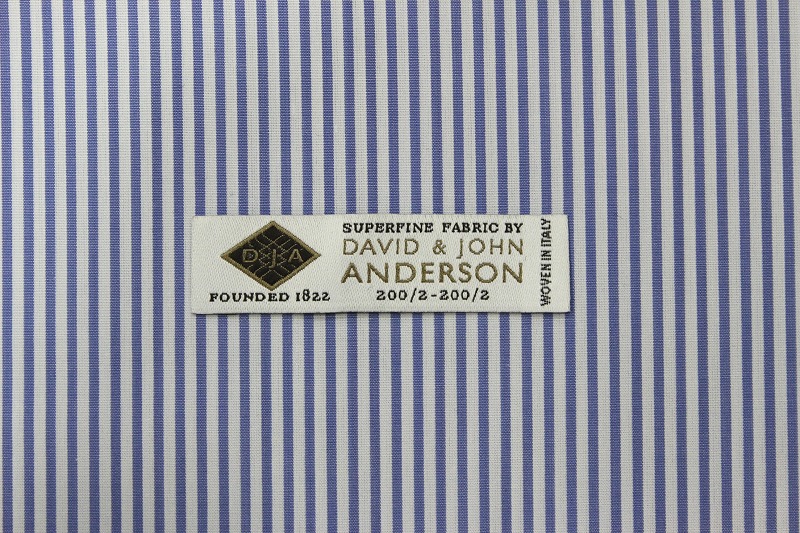 DJA
FOUNDED 1822
SUPERFINE FABRIC BY
DAVID & JOHN
ANDERSON
200/2-200/2
WOVEN IN ITALY